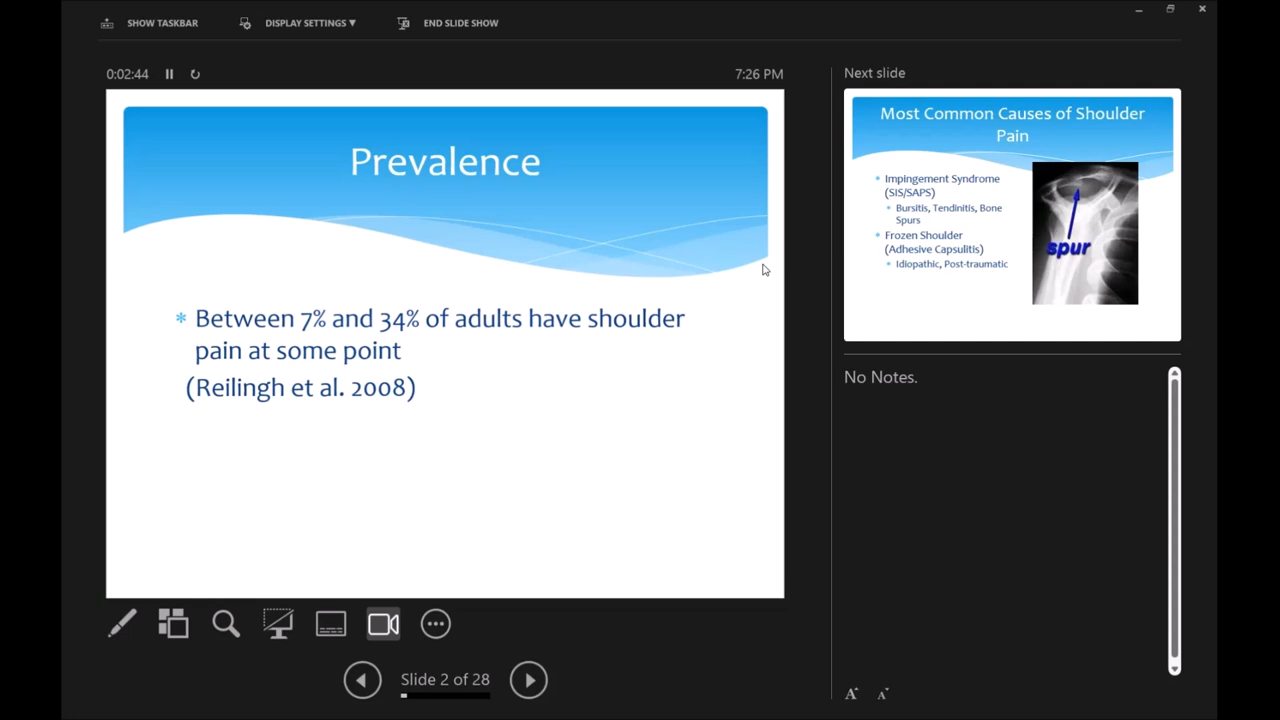 SHOW TASKBAR
DISPLAY SETTINGS ▼
END SLIDE SHOW
0:02:44
7:26 PM
Prevalence
* Between 7% and 34% of adults have shoulder
pain at some point
(Reilingh et al. 2008)
Slide 2 of 28
Next slide
Most Common Causes of Shoulder
Pain
* Impingement Syndrome
(SIS/SAPS)
* Bursitis, Tendinitis, Bone
Spurs
* Frozen Shoulder
(Adhesive Capsulitis)
* Idiopathic, Post-traumatic
spur
No Notes.
A A